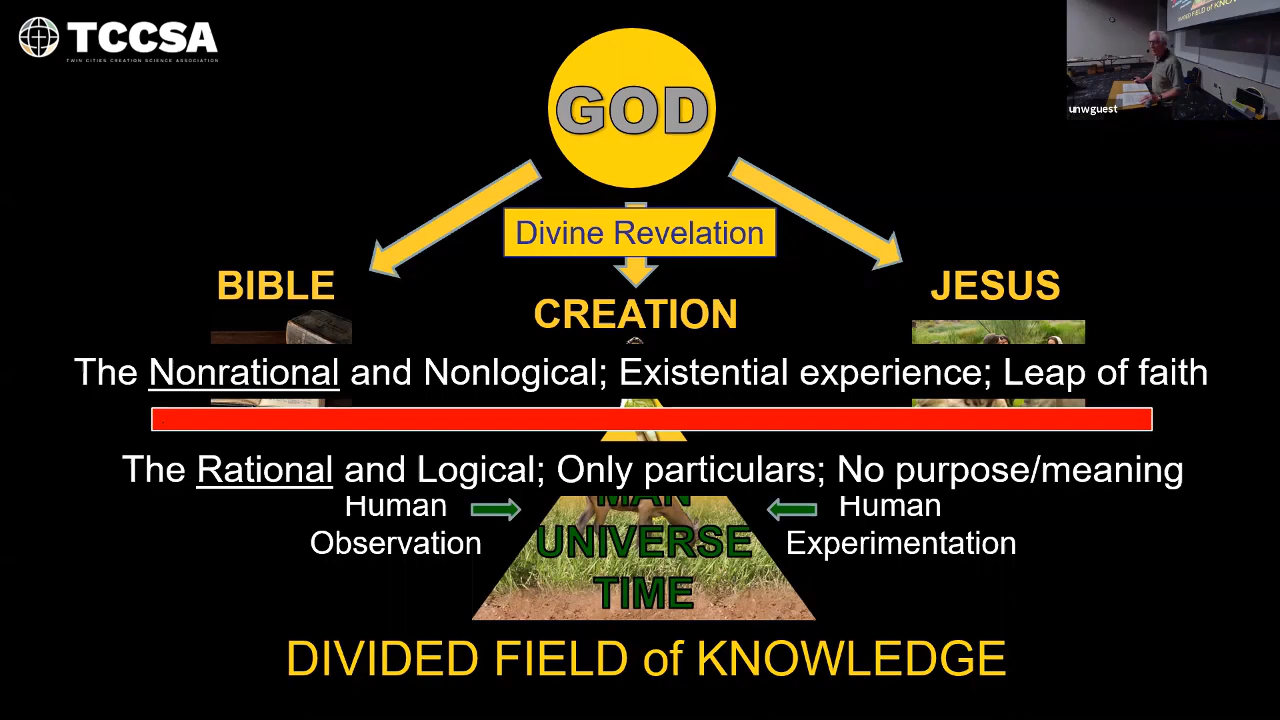 TCCSA
TWIN CITIES CREATION SCIENCE ASSOCIATION
unwguest
GOD
Divine Revelation
BIBLE
CREATION
JESUS
The Nonrational and Nonlogical; Existential experience; Leap of faith
The Rational and Logical; Only particulars; No purpose/meaning
MAN
Human
Observation
UNIVERSE
TIME
Human
Experimentation
DIVIDED FIELD of KNOWLEDGE